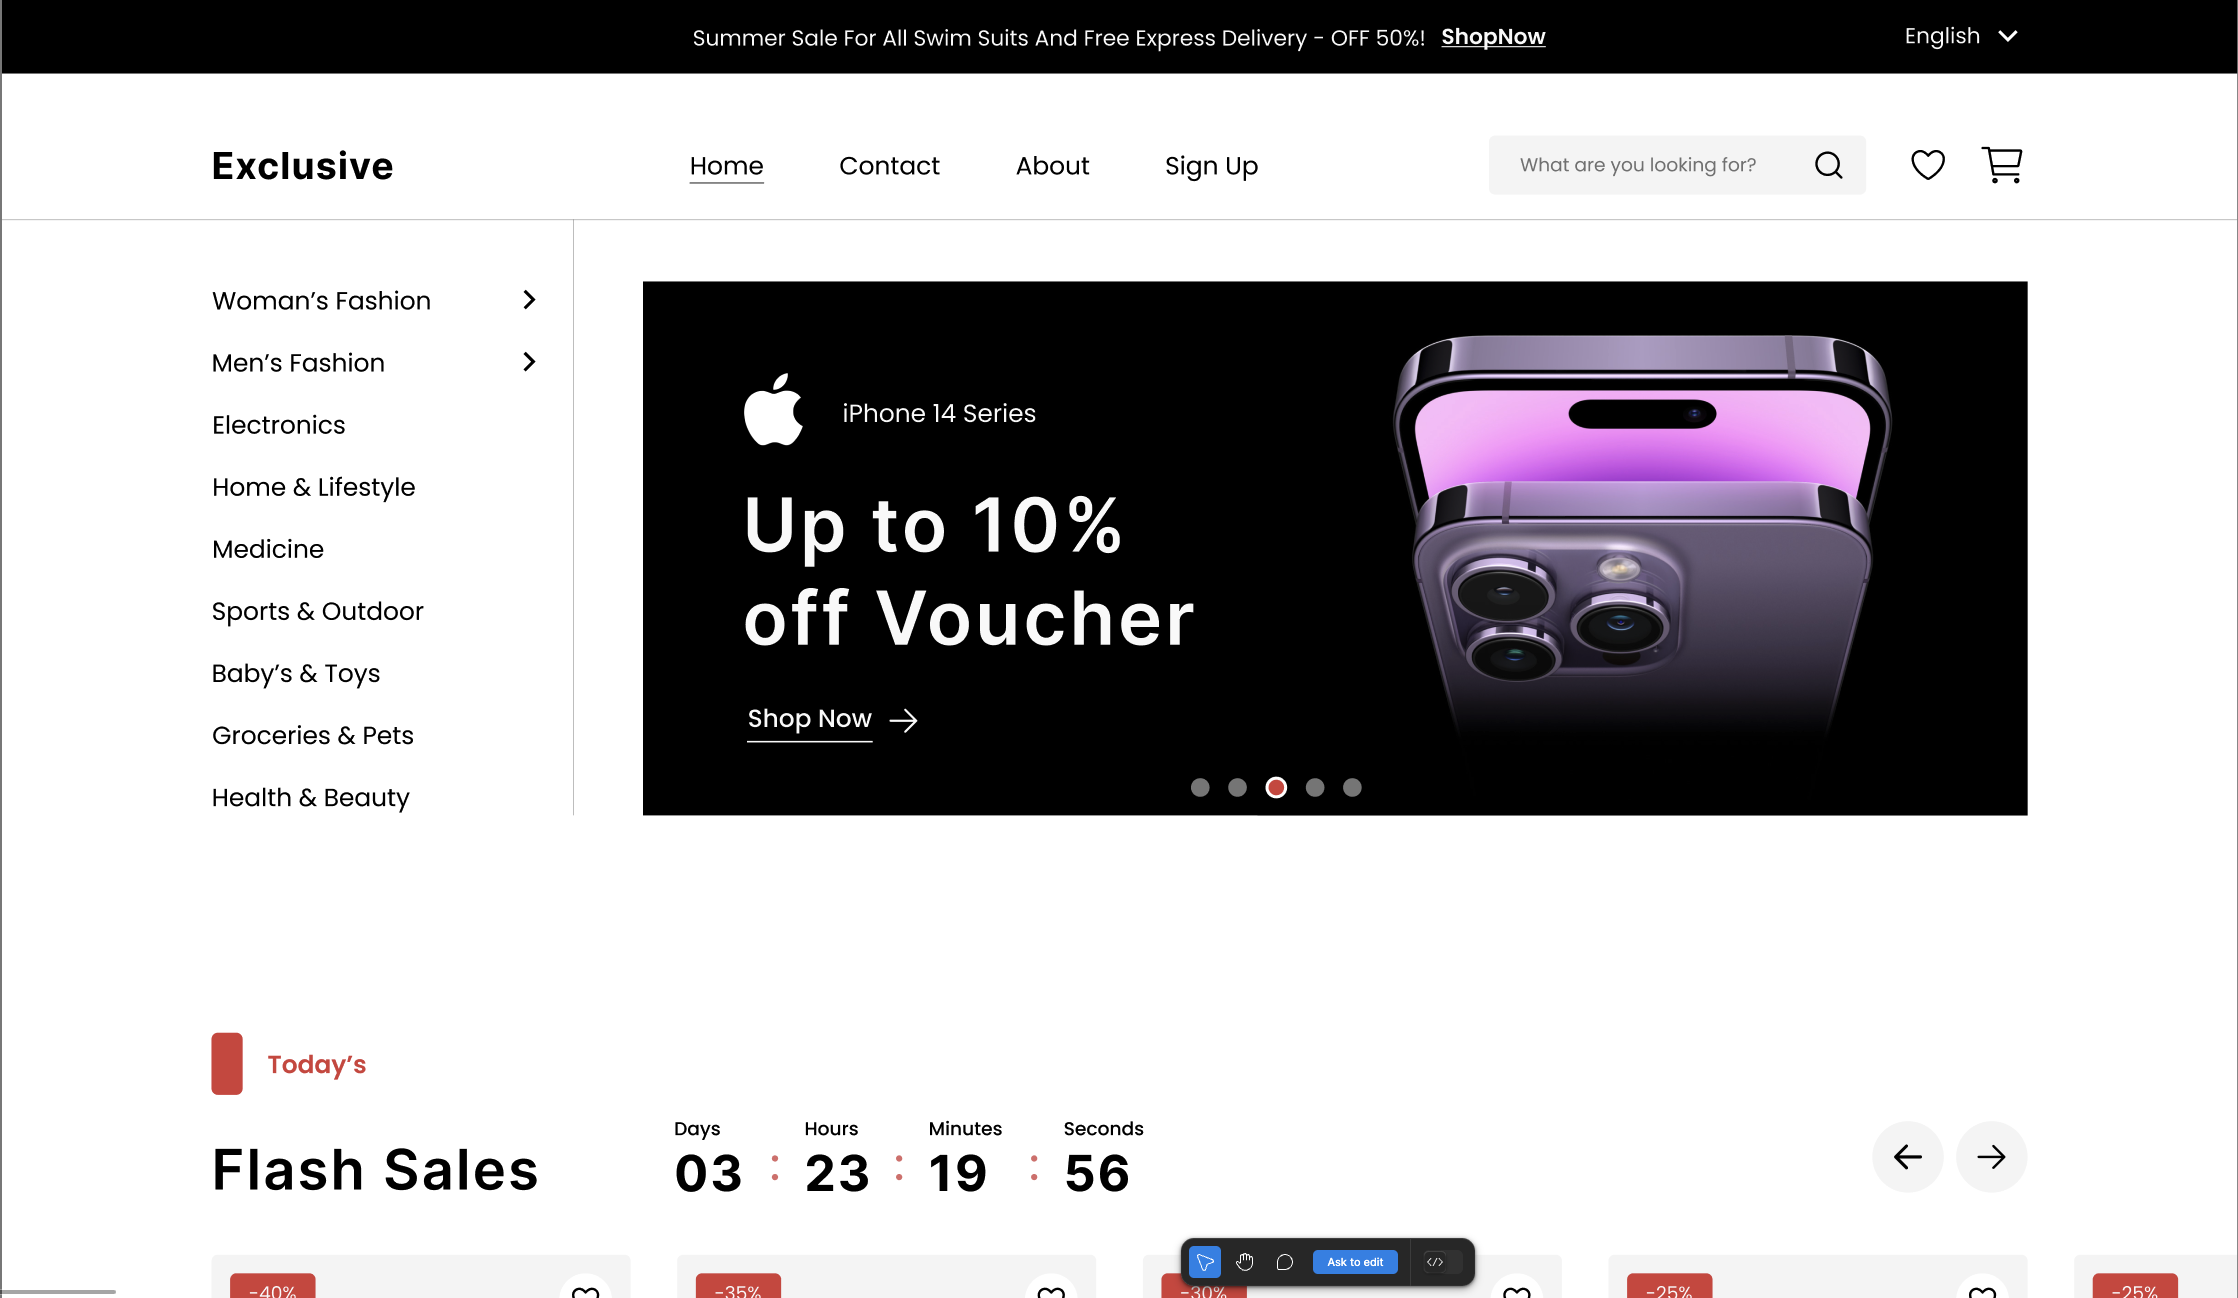 Summer Sale For All Swim Suits And Free Express Delivery - OFF 50%! ShopNow
English
Exclusive
Home
Contact
About
Sign Up
What are you looking for?
Woman’s Fashion
Men’s Fashion
Electronics
Home & Lifestyle
Medicine
Sports & Outdoor
Baby’s & Toys
Groceries & Pets
Health & Beauty
iPhone 14 Series
Up to 10%
off Voucher
Shop Now
Today’s
Flash Sales
Days
Hours
Minutes
Seconds
03 : 23 : 19 : 56
Ask to edit
-40%
-35%
-30%
-25%
-25%